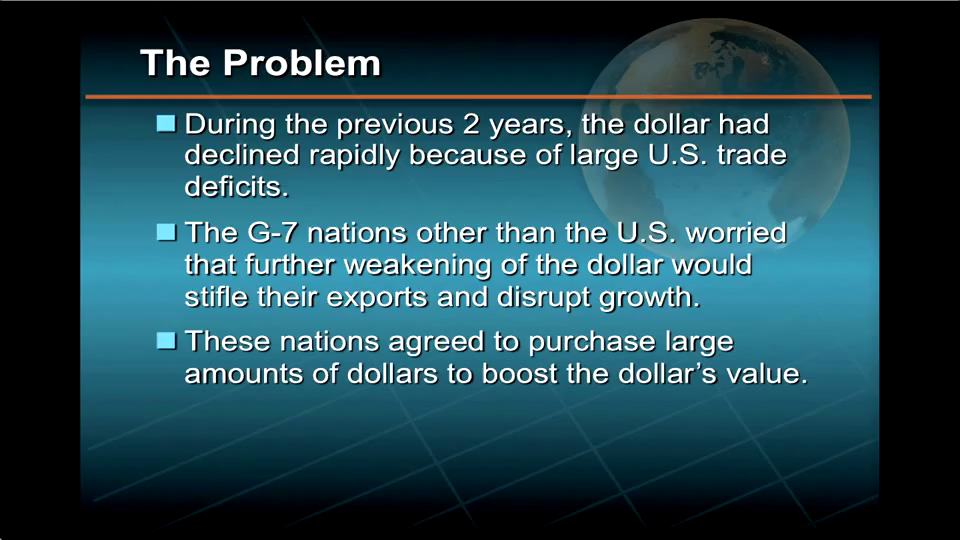 The Problem
During the previous 2 years, the dollar had
declined rapidly because of large U.S. trade
deficits.
The G-7 nations other than the U.S. worried
that further weakening of the dollar would
stifle their exports and disrupt growth.
These nations agreed to purchase large
amounts of dollars to boost the dollar’s value.